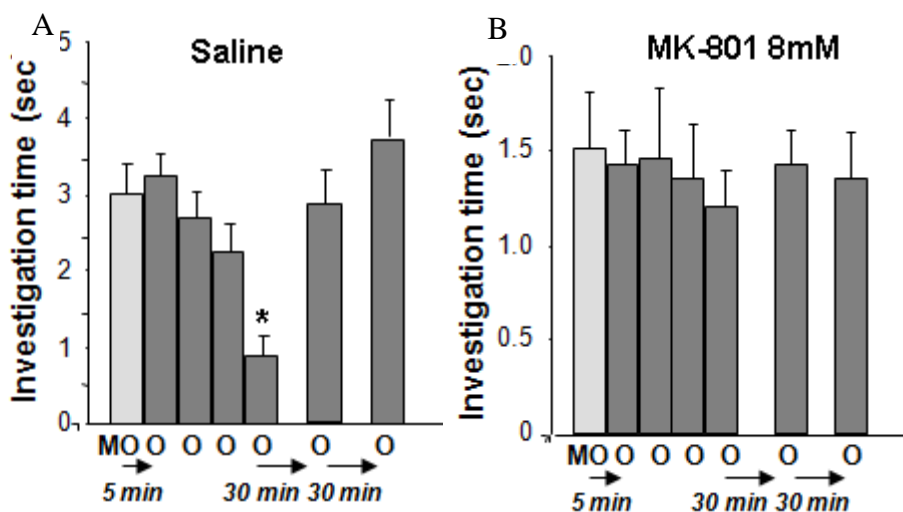 A
Saline
Investigation time (sec
5
4
3
2
1
0
*
MO O O O O O O
5 min 30 min 30 min
B
MK-801 8mM
Investigation time (sec)
.0
1.5
1.0
0.5
0
MO O O O O O O
5 min 30 min 30 min